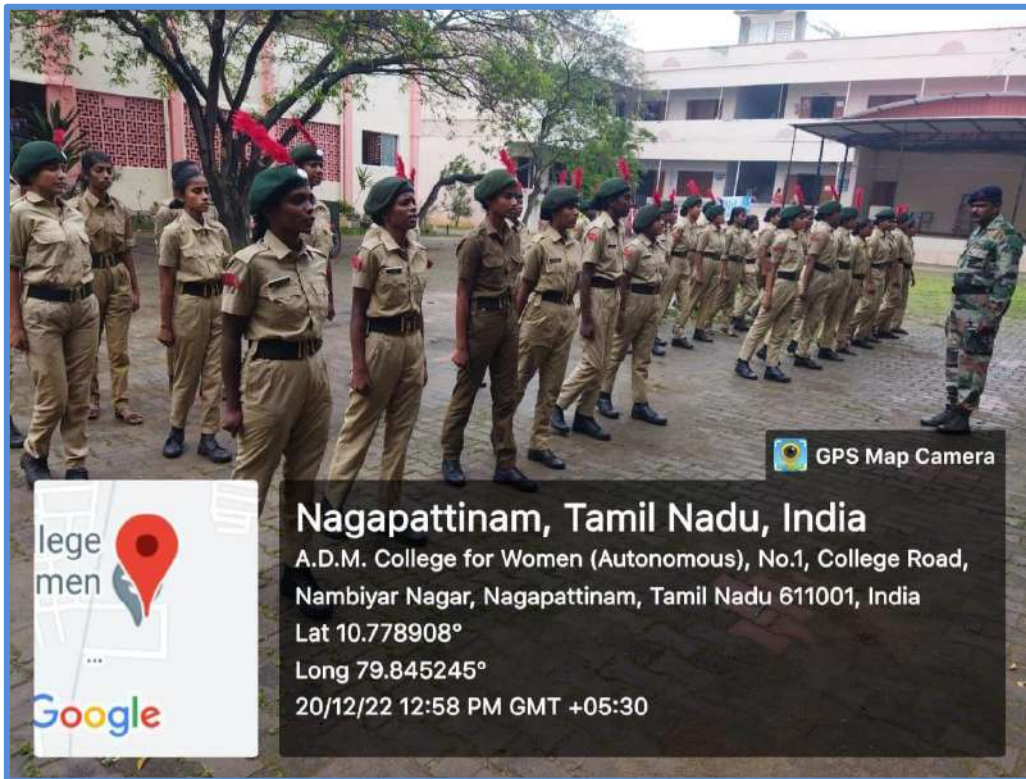 GPS Map Camera
lege
men
Nagapattinam, Tamil Nadu, India
A.D.M. College for Women (Autonomous), No.1, College Road,
Nambiyar Nagar, Nagapattinam, Tamil Nadu 611001, India
Lat 10.778908°
Long 79.845245°
20/12/22 12:58 PM GMT +05:30
...
Google